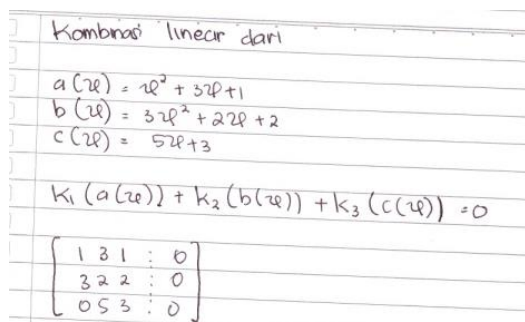 Kombinasi linear dari
a(x) = x² + 3x + 1
b(x) = 3x² + 2x + 2
c(x) = 5x + 3
k₁ (a(x)) + k₂ (b(x)) + k₃ (c(x)) = 0
[ 1 3 1 : 0 ]
[ 3 2 2 : 0 ]
[ 0 5 3 : 0 ]